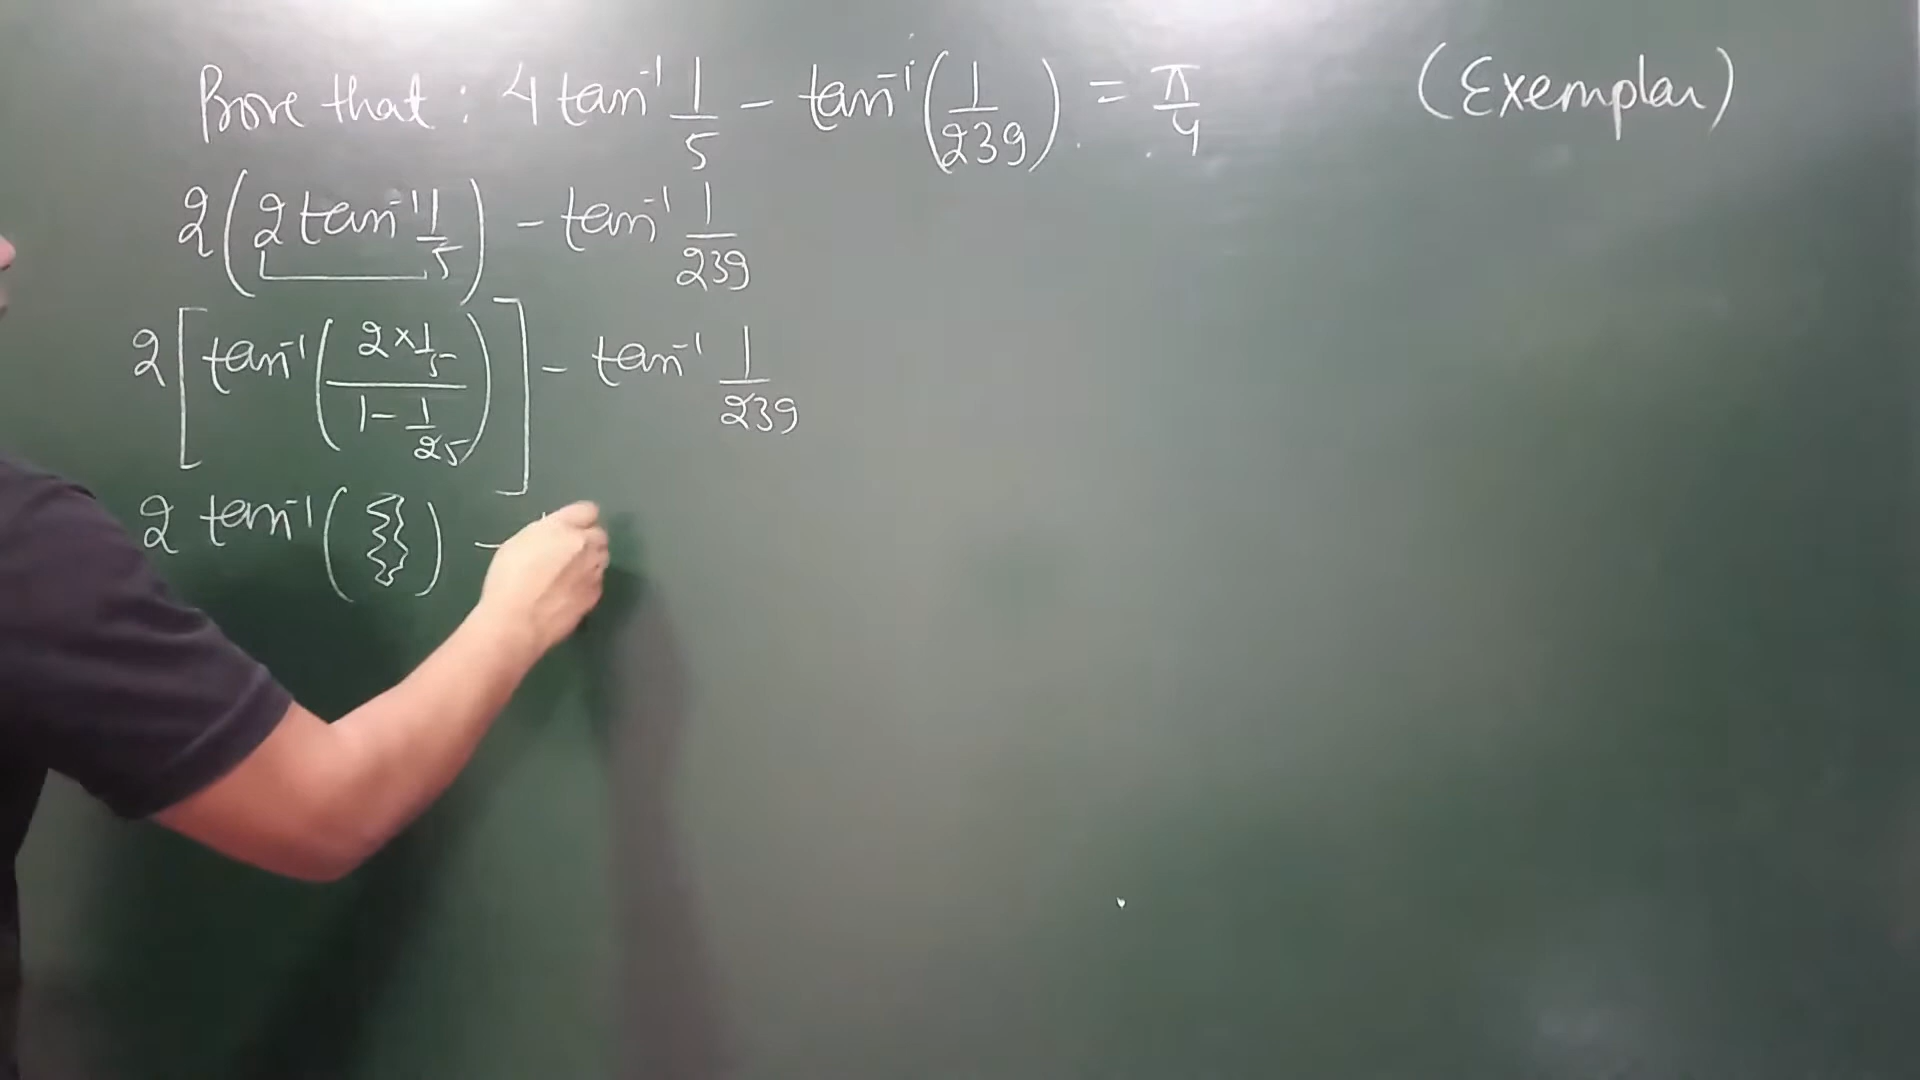 Prove that : 4 tan⁻¹ 1/5 − tan⁻¹ (1/239) = π/4 (Exemplar)
2(2 tan⁻¹ 1/5) − tan⁻¹ 1/239
2[tan⁻¹((2×1/5)/(1−1/25))] − tan⁻¹ 1/239
2 tan⁻¹( ) −